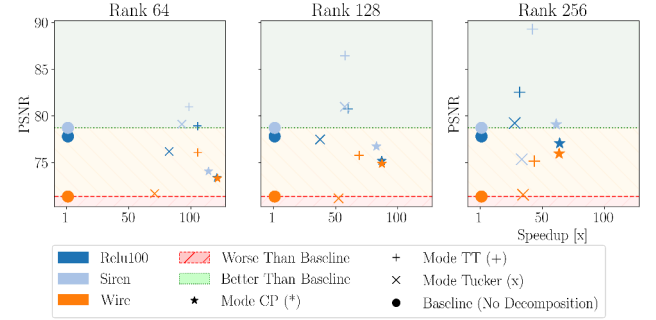 Rank 64 Rank 128 Rank 256
PSNR PSNR
90
85
80
75
1 50 100 1 50 100 1 50 100
Speedup [x]
Relu100 Worse Than Baseline Mode TT (+)
Siren Better Than Baseline Mode Tucker (x)
Wire Mode CP (*) Baseline (No Decomposition)